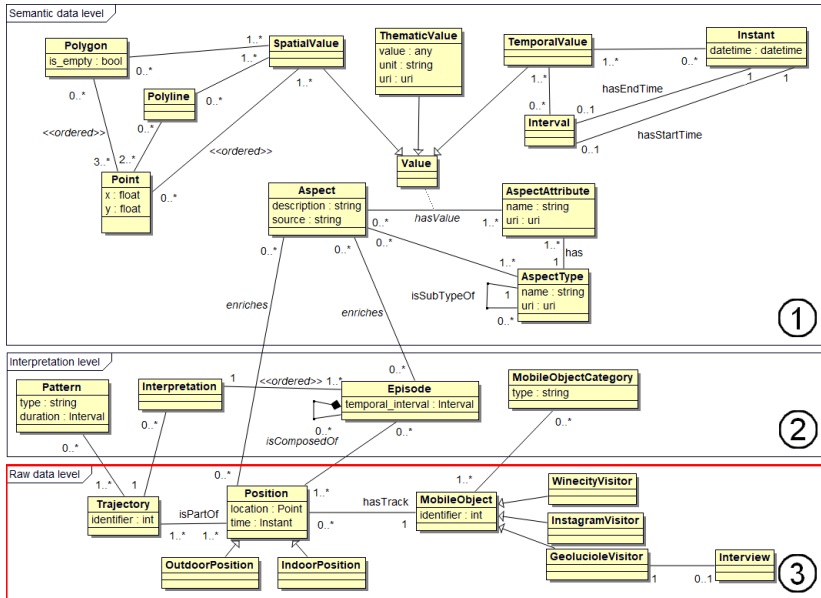 Semantic data level
Polygon
is_empty : bool
0..*
1..*
SpatialValue
1..*
1..*
ThematicValue
value : any
unit : string
uri : uri
TemporalValue
1..*
0..*
Instant
datetime : datetime
0..*
Polyline
0..*
1..*
hasEndTime
1
1
0..*
0..1
Interval
hasStartTime
0..1
<<ordered>>
0..*
<<ordered>>
3..*
2..*
Point
x : float
y : float
0..*
Value
Aspect
description : string
source : string
0..*
hasValue
1..*
AspectAttribute
name : string
uri : uri
0..*
0..*
0..*
1..*
has
1..*
1
AspectType
name : string
uri : uri
isSubTypeOf
1
0..*
enriches
enriches
1
Interpretation level
Pattern
type : string
duration : Interval
Interpretation
1
<<ordered>>
1..*
0..*
Episode
temporal_interval : Interval
MobileObjectCategory
type : string
0..*
0..*
0..*
isComposedOf
0..*
0..*
2
Raw data level
0..*
1..*
1
1..*
1..*
Trajectory
identifier : int
isPartOf
1..*
1..*
Position
location : Point
time : Instant
hasTrack
0..*
1
MobileObject
identifier : int
WinecityVisitor
InstagramVisitor
GeolucioleVisitor
1
0..1
Interview
OutdoorPosition
IndoorPosition
3